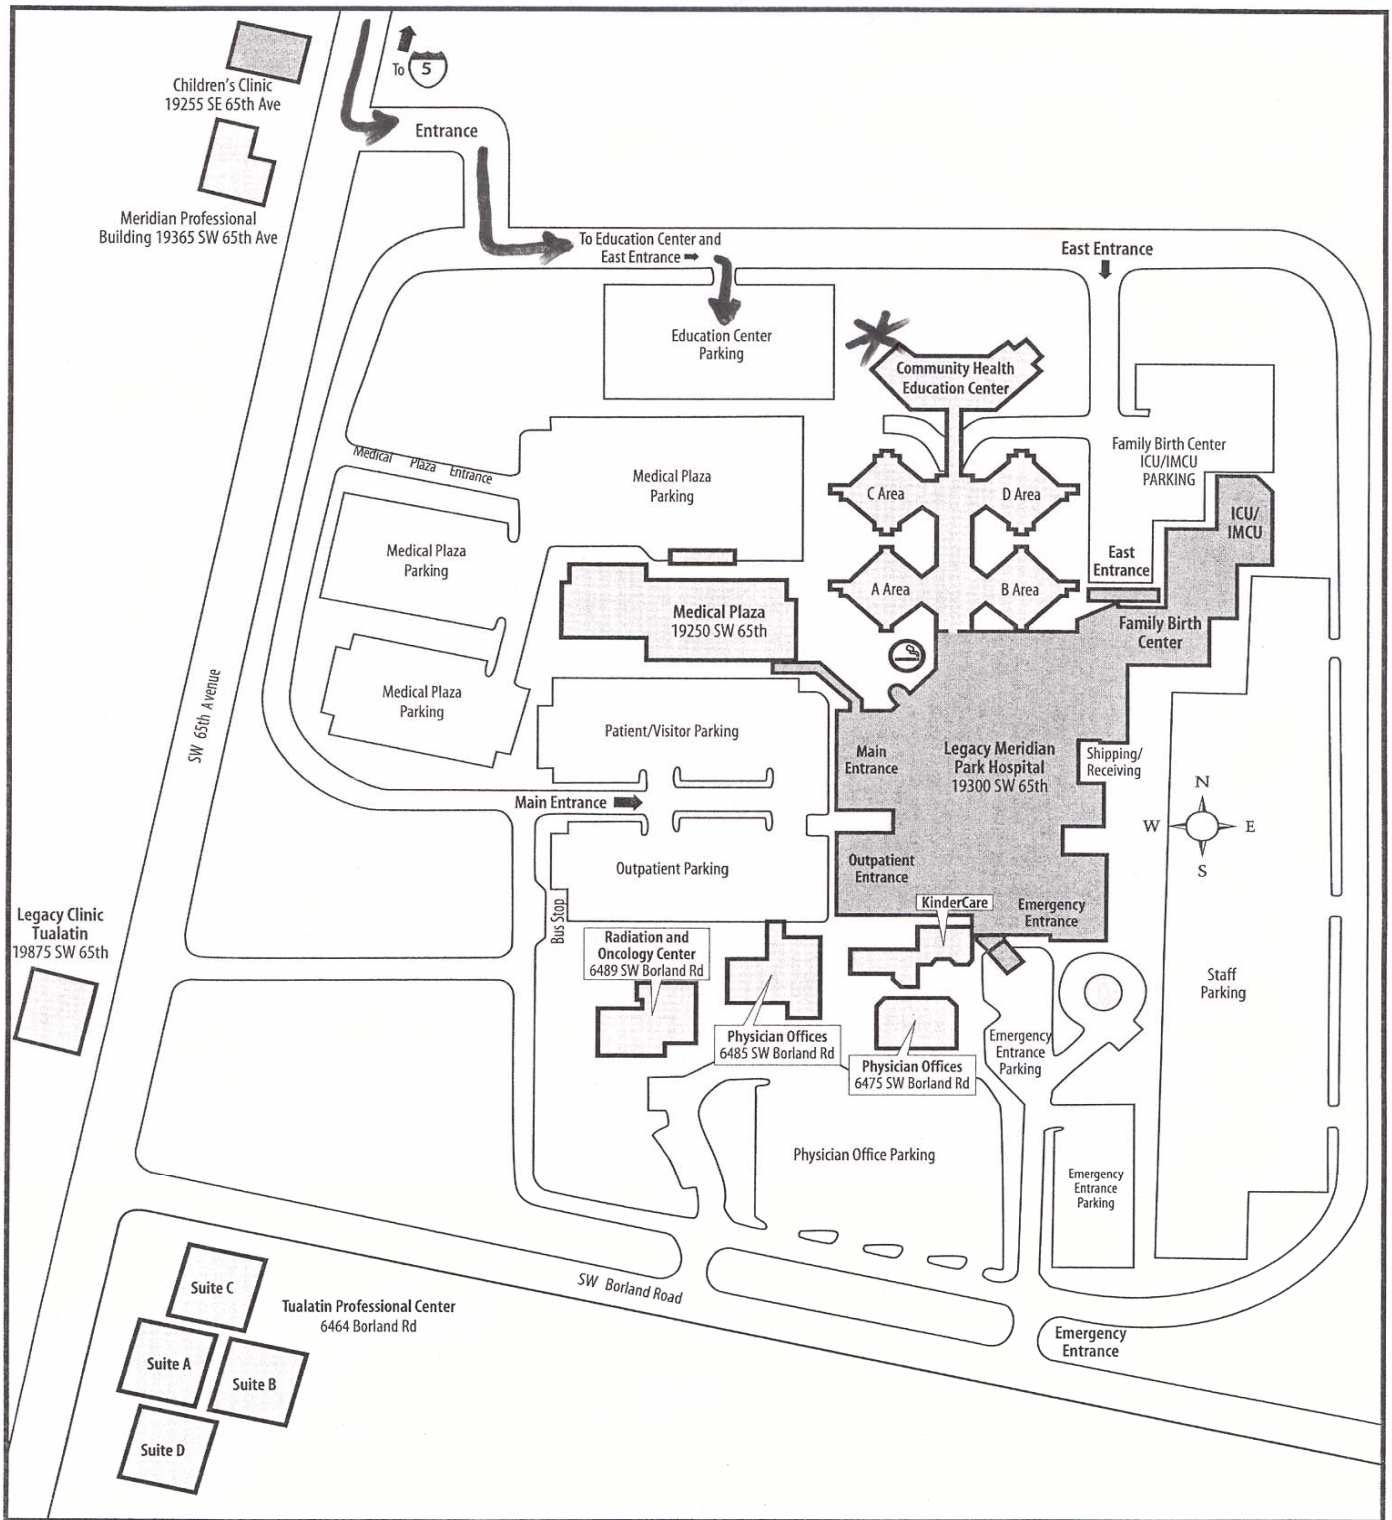 To 5
Children's Clinic
19255 SE 65th Ave
Entrance
Meridian Professional
Building 19365 SW 65th Ave
To Education Center and
East Entrance
East Entrance
Education Center
Parking
Community Health
Education Center
Medical Plaza Entrance
Medical Plaza
Parking
Family Birth Center
ICU/IMCU
PARKING
C Area
D Area
ICU/
IMCU
Medical Plaza
Parking
East
Entrance
A Area
B Area
Medical Plaza
19250 SW 65th
Family Birth
Center
Medical Plaza
Parking
SW 65th Avenue
Patient/Visitor Parking
Main
Entrance
Legacy Meridian
Park Hospital
19300 SW 65th
Shipping/
Receiving
N
W
E
S
Main Entrance
Outpatient Parking
Outpatient
Entrance
KinderCare
Emergency
Entrance
Bus Stop
Legacy Clinic
Tualatin
19875 SW 65th
Radiation and
Oncology Center
6489 SW Borland Rd
Staff
Parking
Physician Offices
6485 SW Borland Rd
Emergency
Entrance
Parking
Physician Offices
6475 SW Borland Rd
Physician Office Parking
Emergency
Entrance
Parking
SW Borland Road
Emergency
Entrance
Suite C
Tualatin Professional Center
6464 Borland Rd
Suite A
Suite B
Suite D